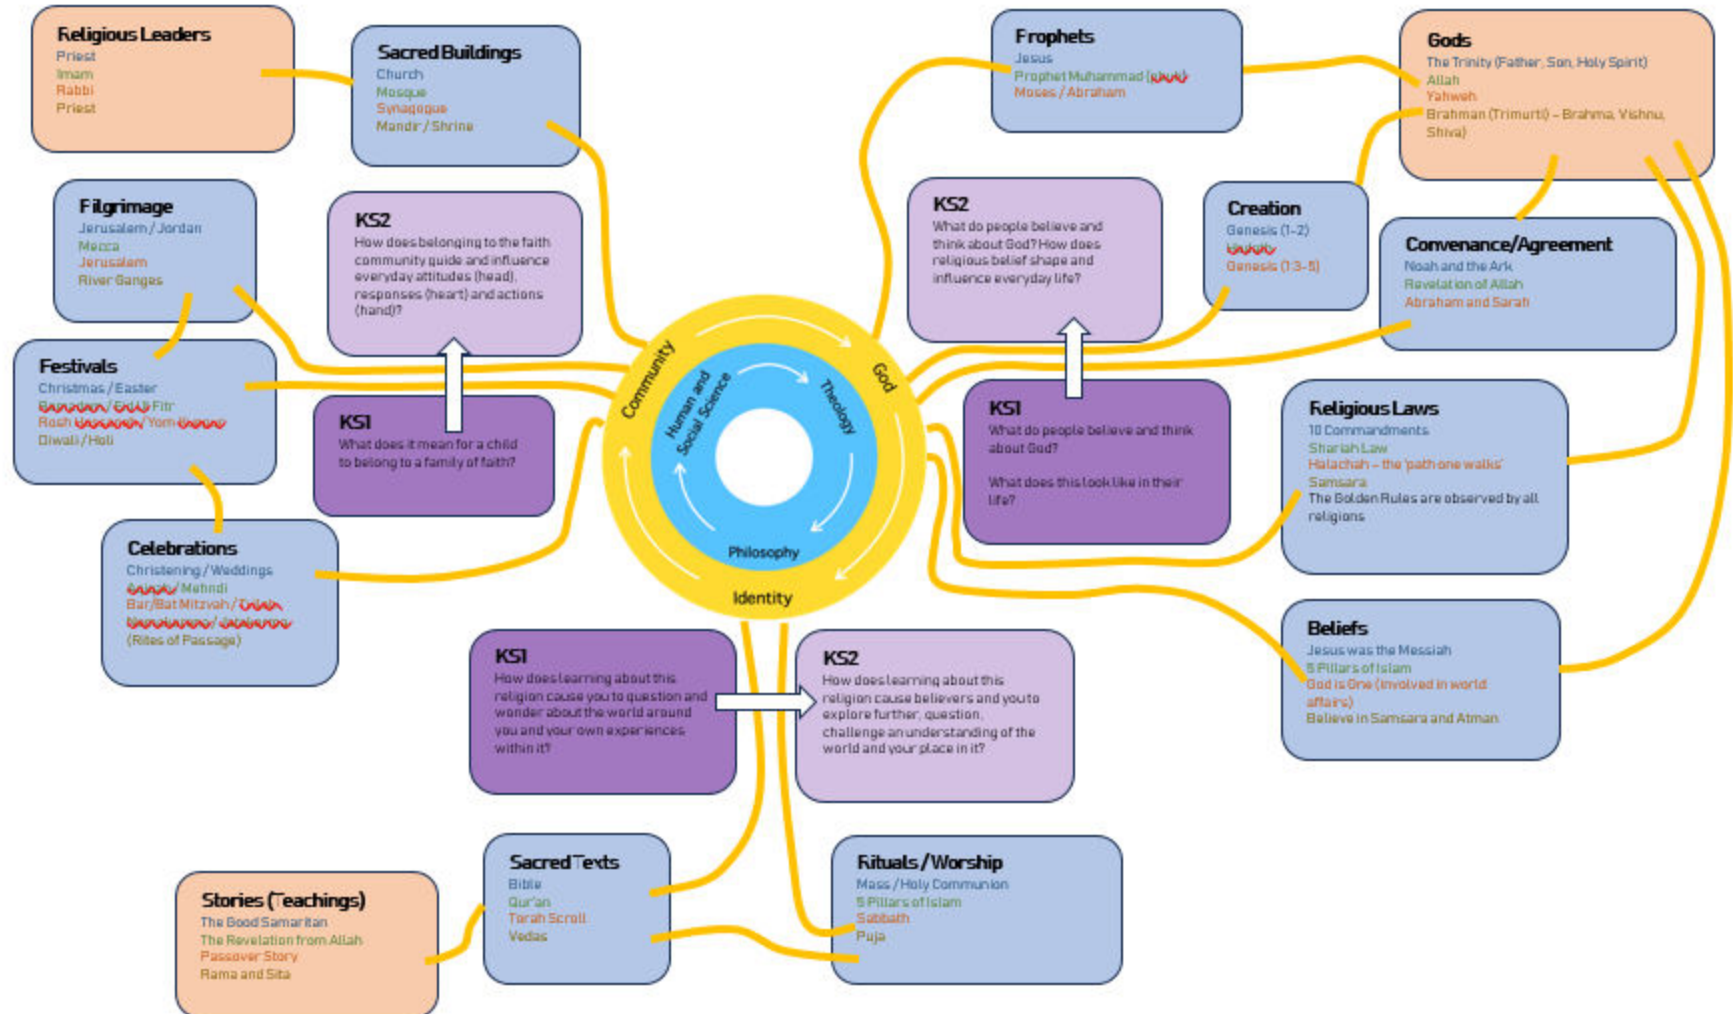 Religious Leaders
Priest
Imam
Rabbi
Priest
Sacred Buildings
Church
Mosque
Synagogue
Mandir / Shrine
Prophets
Jesus
Prophet Muhammad (pbuh)
Moses / Abraham
Gods
The Trinity (Father, Son, Holy Spirit)
Allah
Yahweh
Brahman (Trimurti) – Brahma, Vishnu,
Shiva)
Pilgrimage
Jerusalem / Jordan
Mecca
Jerusalem
River Ganges
KS2
How does belonging to the faith
community guide and influence
everyday attitudes (head),
responses (heart) and actions
(hand)?
KS2
What do people believe and
think about God? How does
religious belief shape and
influence everyday life?
Creation
Genesis (1-2)
Genesis (1:3-5)
Convenance/Agreement
Noah and the Ark
Revelation of Allah
Abraham and Sarah
Festivals
Christmas / Easter
Ramadan / Eid Ul Fitr
Rosh / Yom
Diwali / Holi
KS1
What does it mean for a child
to belong to a family of faith?
Community
God
Identity
Human and
Social Science
Theology
Philosophy
KS1
What do people believe and think
about God?
What does this look like in their
life?
Religious Laws
10 Commandments
Shariah Law
Halachah – the 'path one walks'
Samsara
The Golden Rules are observed by all
religions
Celebrations
Christening / Weddings
/ Mehndi
Bar/Bat Mitzvah /
(Rites of Passage)
Beliefs
Jesus was the Messiah
5 Pillars of Islam
God is One (involved in world
affairs)
Believe in Samsara and Atman
KS1
How does learning about this
religion cause you to question and
wonder about the world around
you and your own experiences
within it?
KS2
How does learning about this
religion cause believers and you to
explore further, question,
challenge an understanding of the
world and your place in it?
Sacred Texts
Bible
Qur'an
Torah Scroll
Vedas
Rituals / Worship
Mass / Holy Communion
5 Pillars of Islam
Sabbath
Puja
Stories (Teachings)
The Good Samaritan
The Revelation from Allah
Passover Story
Rama and Sita